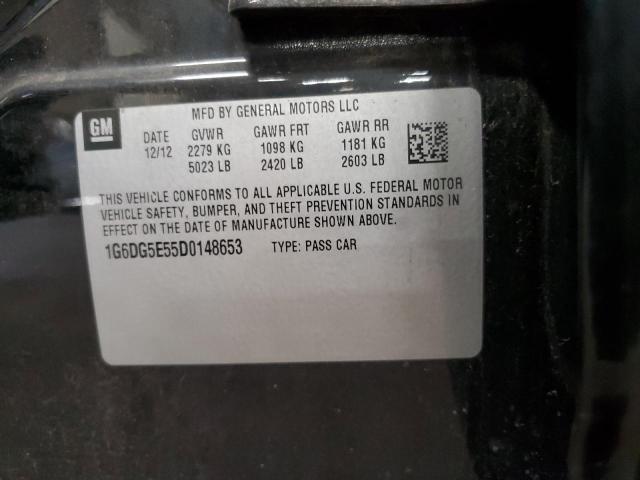 MFD BY GENERAL MOTORS LLC
GM
DATE GVWR GAWR FRT GAWR RR
12/12 2279 KG 1098 KG 1181 KG
5023 LB 2420 LB 2603 LB
THIS VEHICLE CONFORMS TO ALL APPLICABLE U.S. FEDERAL MOTOR
VEHICLE SAFETY, BUMPER, AND THEFT PREVENTION STANDARDS IN
EFFECT ON THE DATE OF MANUFACTURE SHOWN ABOVE.
1G6DG5E55D0148653 TYPE: PASS CAR